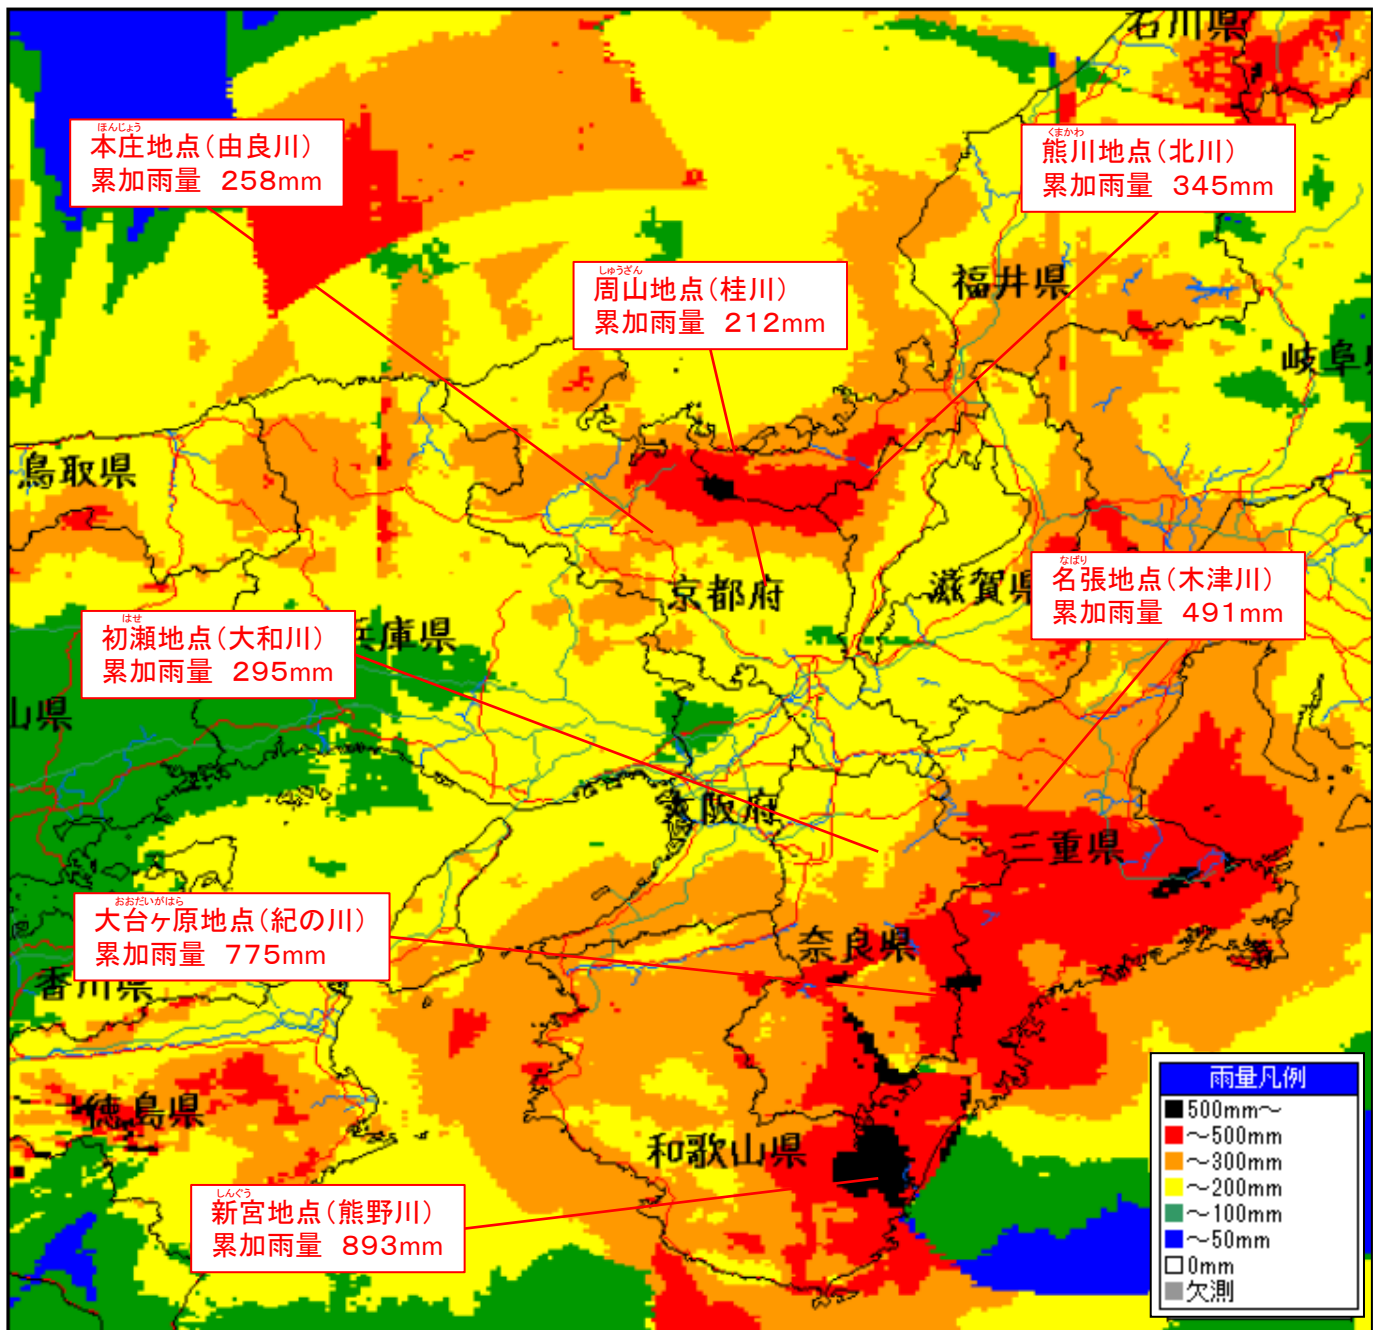 石川県
ほんじょう
本庄地点(由良川)
累加雨量 258mm
くまかわ
熊川地点(北川)
累加雨量 345mm
しゅうざん
周山地点(桂川)
累加雨量 212mm
福井県
岐阜県
鳥取県
京都府
滋賀県
なばり
名張地点(木津川)
累加雨量 491mm
はせ
初瀬地点(大和川)
累加雨量 295mm
兵庫県
山県
大阪府
三重県
おおだいがはら
大台ヶ原地点(紀の川)
累加雨量 775mm
奈良県
香川県
徳島県
和歌山県
しんぐう
新宮地点(熊野川)
累加雨量 893mm
雨量凡例
500mm～
～500mm
～300mm
～200mm
～100mm
～50mm
0mm
欠測